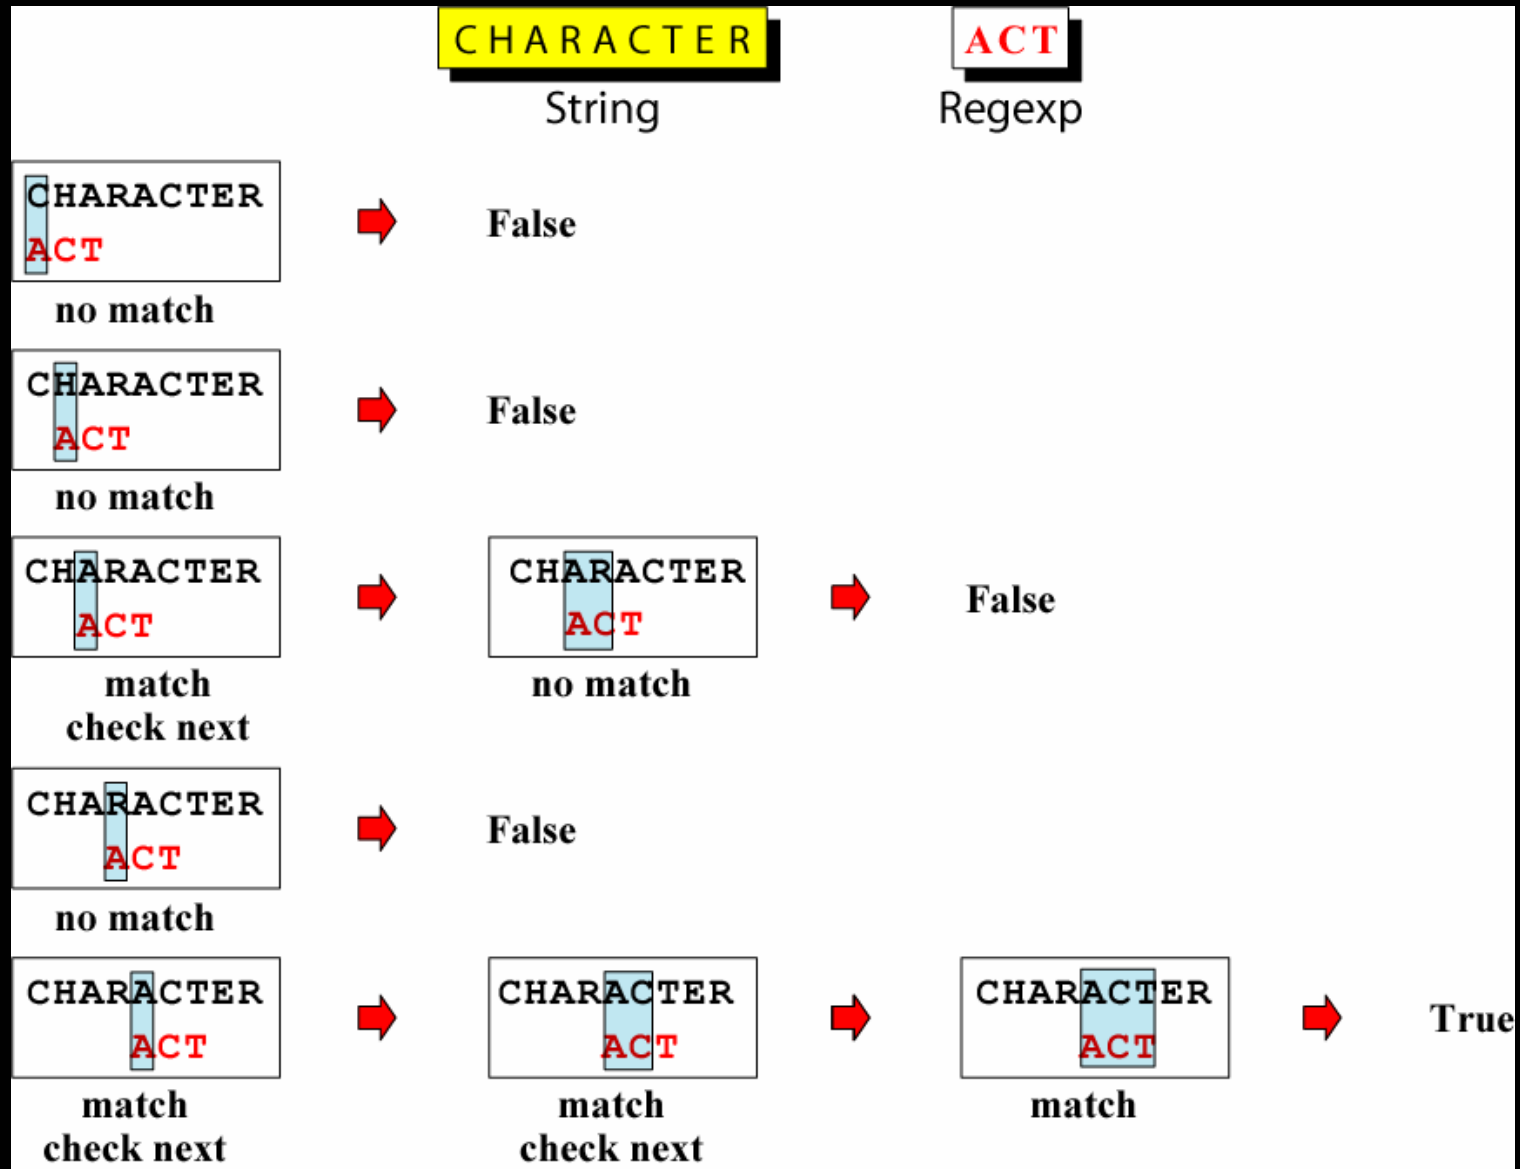 CHARACTER ACT
String Regexp
CHARACTER
False
ACT
no match
CHARACTER
False
ACT
no match
CHARACTER CHARACTER
False
ACT ACT
match no match
check next
CHARACTER
False
ACT
no match
CHARACTER CHARACTER CHARACTER
True
ACT ACT ACT
match match match
check next check next